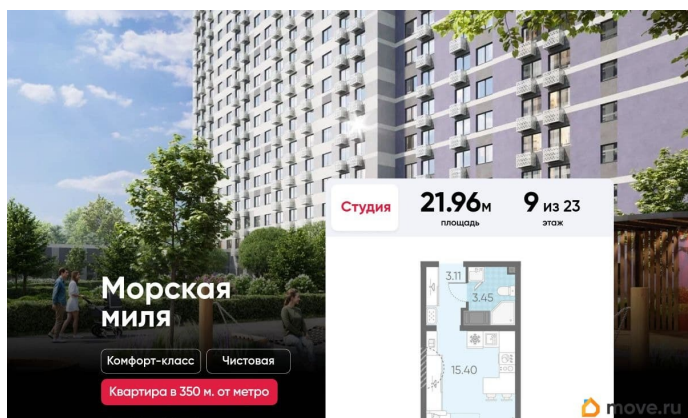 Студия
21.96м
площадь
9 из 23
этаж
3.11
3.45
15.40
Морская
миля
Комфорт-класс
Чистовая
Квартира в 350 м. от метро
move.ru